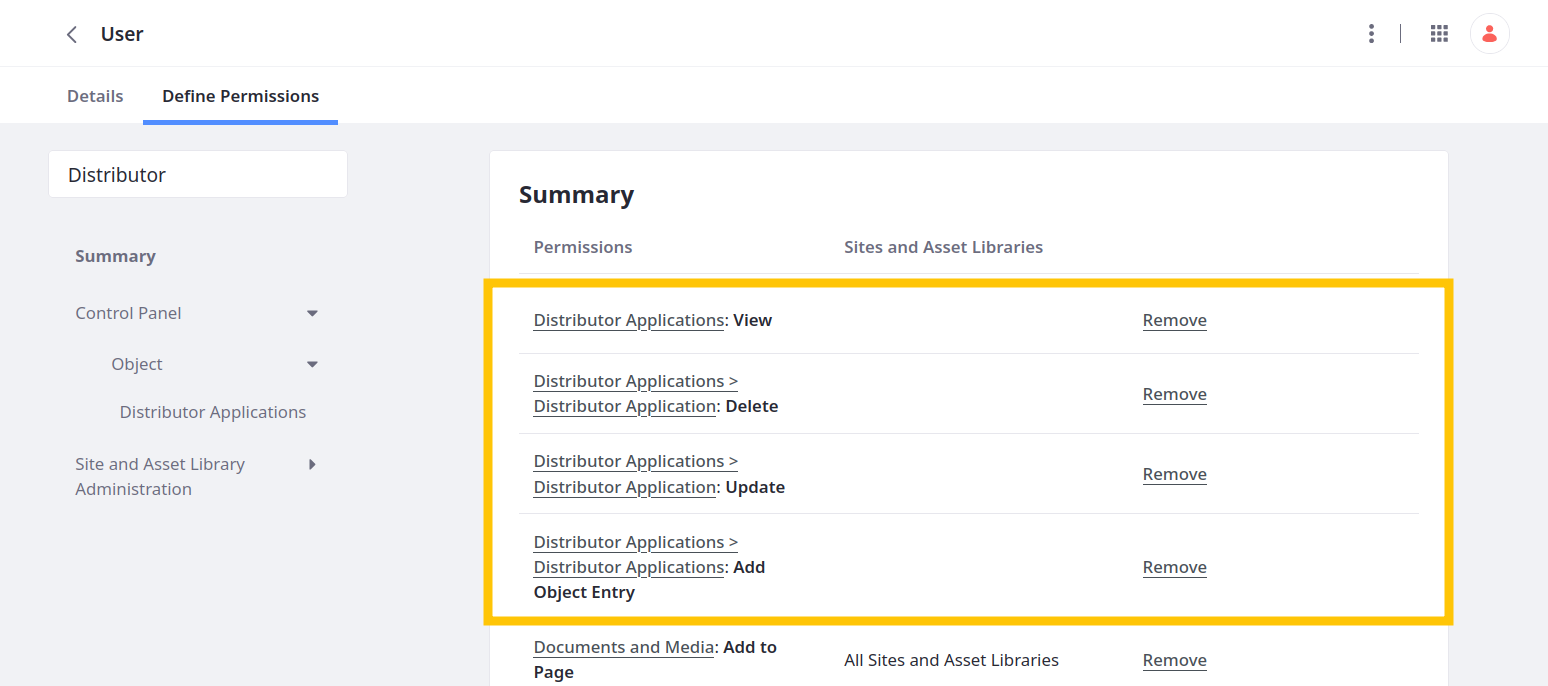 User
Details
Define Permissions
Distributor
Summary
Control Panel
Object
Distributor Applications
Site and Asset Library
Administration
Summary
Permissions
Sites and Asset Libraries
Distributor Applications: View
Remove
Distributor Applications >
Distributor Application: Delete
Remove
Distributor Applications >
Distributor Application: Update
Remove
Distributor Applications >
Distributor Applications: Add
Object Entry
Remove
Documents and Media: Add to
Page
All Sites and Asset Libraries
Remove